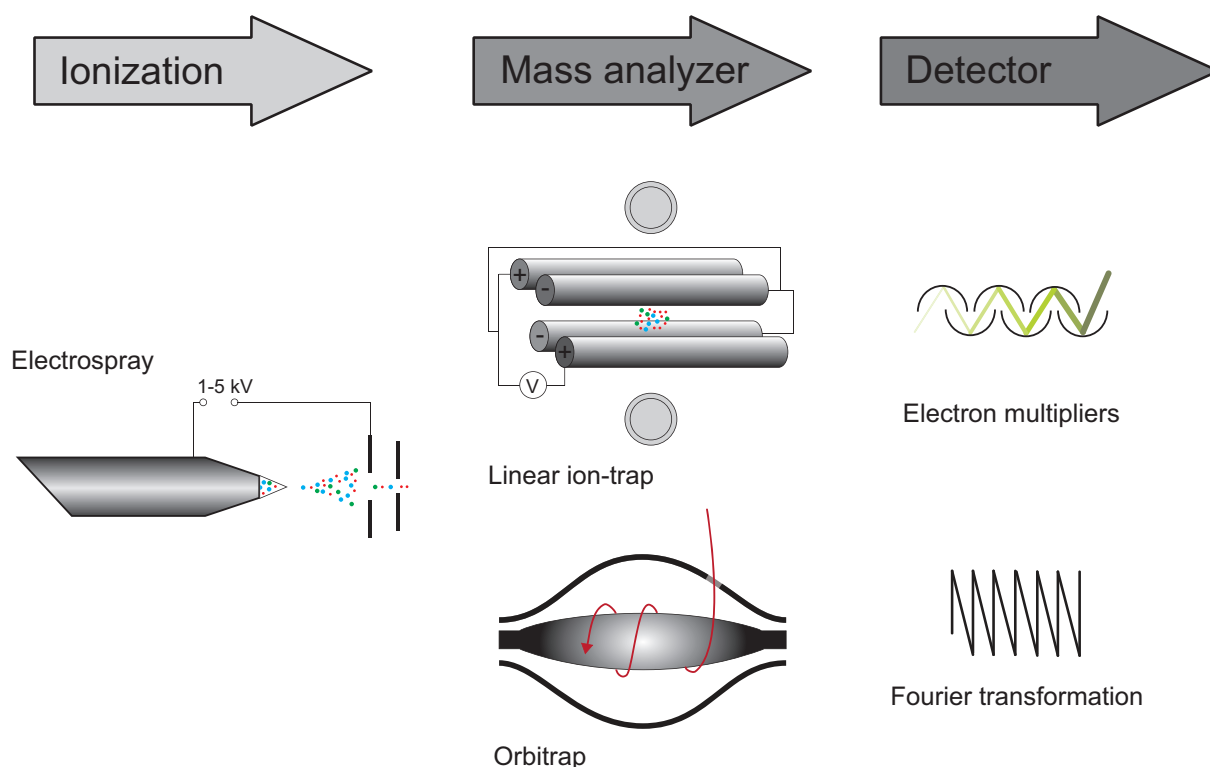 Ionization
Mass analyzer
Detector
Electrospray
1-5 kV
+
-
-
+
V
Linear ion-trap
Electron multipliers
Orbitrap
Fourier transformation